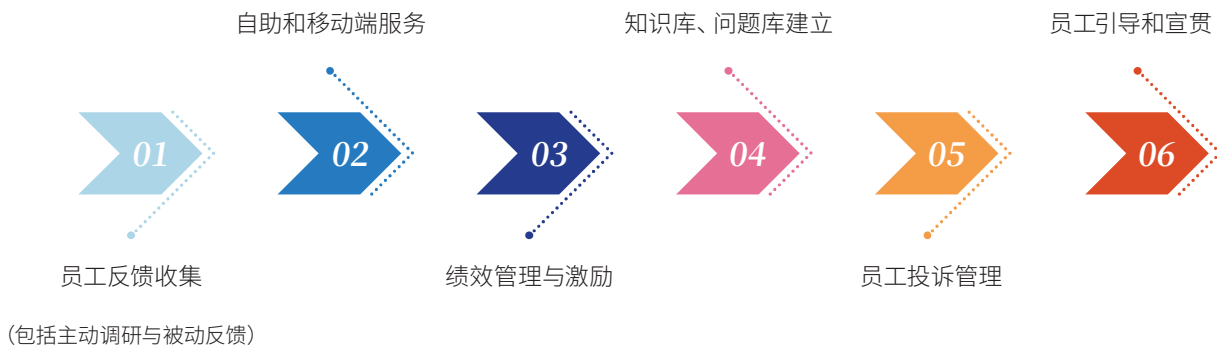 自助和移动端服务
知识库、问题库建立
员工引导和宣贯
01
02
03
04
05
06
员工反馈收集
绩效管理与激励
员工投诉管理
（包括主动调研与被动反馈）